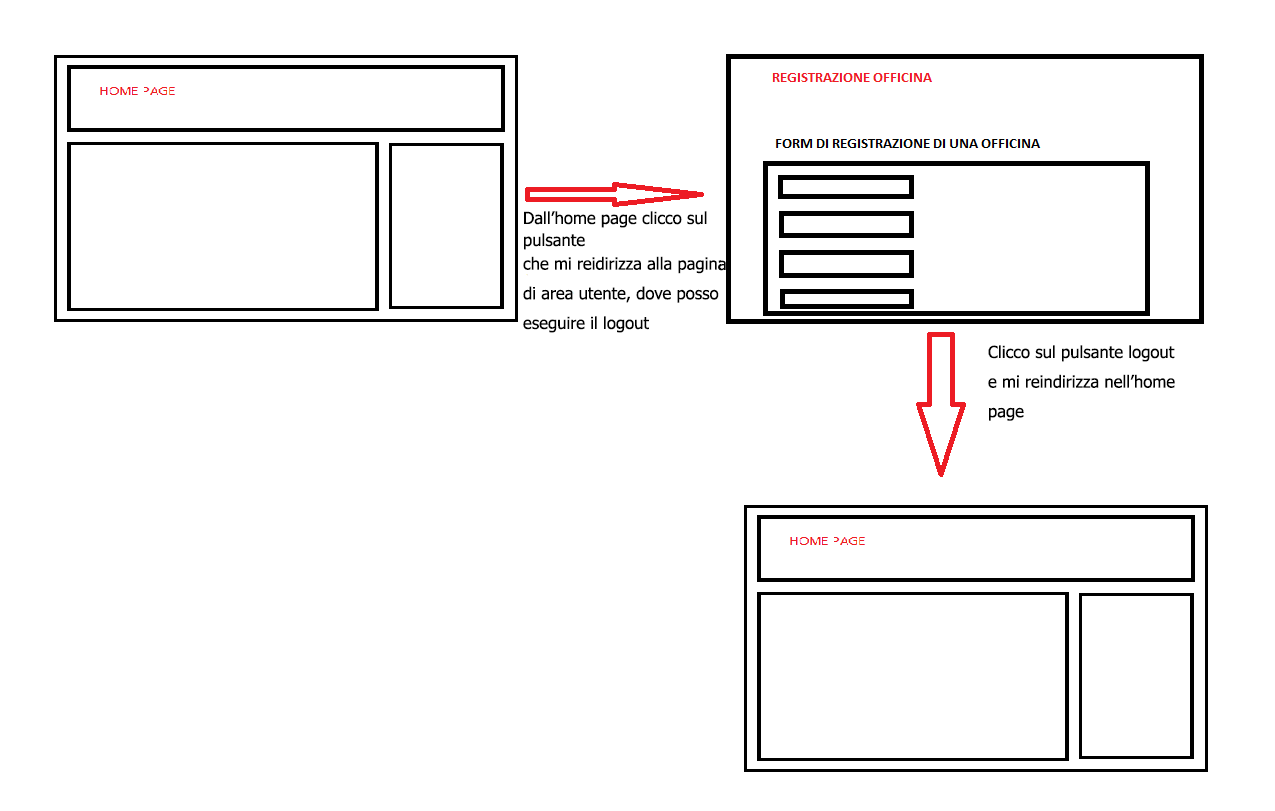 HOME PAGE
REGISTRAZIONE OFFICINA
FORM DI REGISTRAZIONE DI UNA OFFICINA
Dall'home page clicco sul
pulsante
che mi reidirizza alla pagina
di area utente, dove posso
eseguire il logout
Clicco sul pulsante logout
e mi reindirizza nell'home
page
HOME PAGE